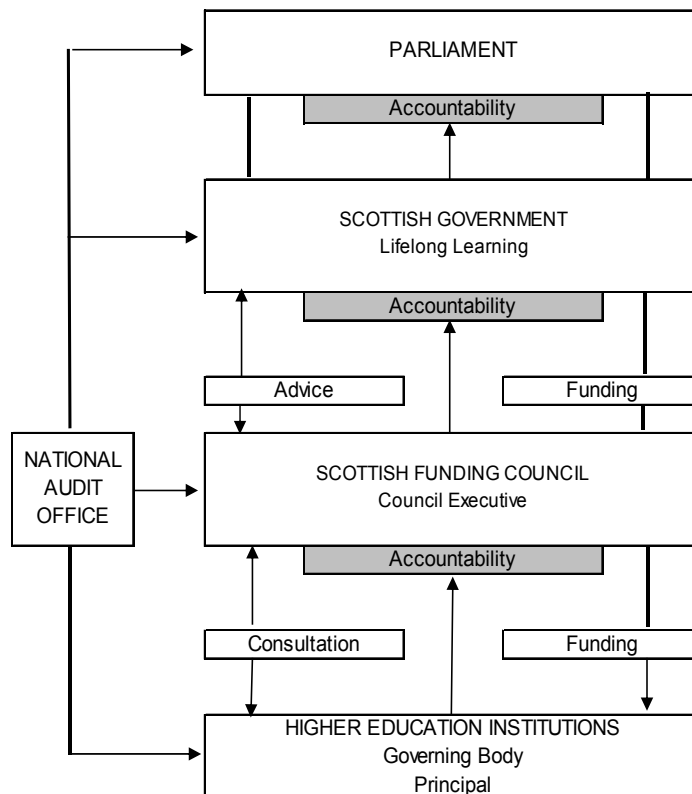 PARLIAMENT
Accountability
SCOTTISH GOVERNMENT
Lifelong Learning
Accountability
Advice
Funding
NATIONAL
AUDIT
OFFICE
SCOTTISH FUNDING COUNCIL
Council Executive
Accountability
Consultation
Funding
HIGHER EDUCATION INSTITUTIONS
Governing Body
Principal